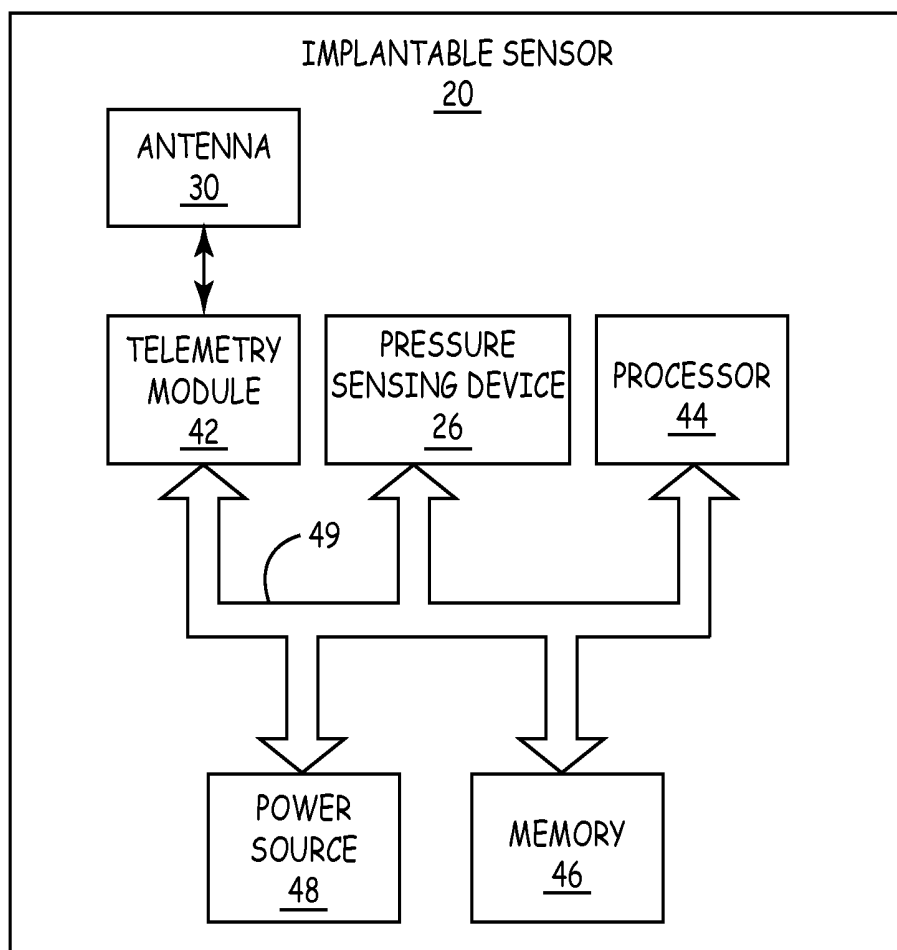 IMPLANTABLE SENSOR
20
ANTENNA
30
TELEMETRY
MODULE
42
PRESSURE
SENSING DEVICE
26
PROCESSOR
44
49
POWER
SOURCE
48
MEMORY
46